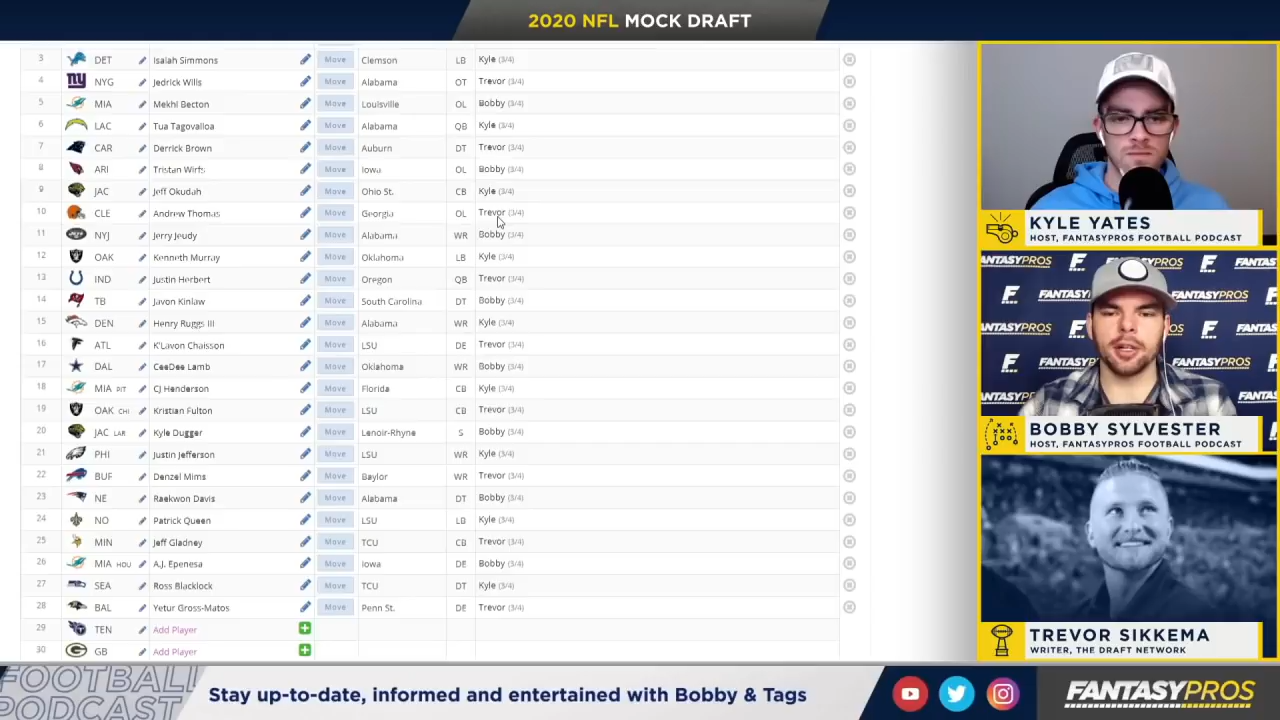 2020 NFL MOCK DRAFT
3 DET Isaiah Simmons Move Clemson LB Kyle (3/4)
4 NYG Jedrick Wills Move Alabama OT Trevor (3/4)
5 MIA Mekhi Becton Move Louisville OL Bobby (3/4)
6 LAC Tua Tagovailoa Move Alabama QB Kyle (3/4)
7 CAR Derrick Brown Move Auburn DT Trevor (3/4)
8 ARI Tristan Wirfs Move Iowa OL Bobby (3/4)
9 JAC Jeff Okudah Move Ohio St. CB Kyle (3/4)
10 CLE Andrew Thomas Move Georgia OL Trevor (3/4)
11 NYJ Jerry Jeudy Move Alabama WR Bobby (3/4)
12 OAK Kenneth Murray Move Oklahoma LB Kyle (3/4)
13 IND Justin Herbert Move Oregon QB Trevor (3/4)
14 TB Javon Kinlaw Move South Carolina DT Bobby (3/4)
15 DEN Henry Ruggs III Move Alabama WR Kyle (3/4)
16 ATL K'Lavon Chaisson Move LSU DE Trevor (3/4)
17 DAL CeeDee Lamb Move Oklahoma WR Bobby (3/4)
18 MIA PIT CJ Henderson Move Florida CB Kyle (3/4)
19 OAK CHI Kristian Fulton Move LSU CB Trevor (3/4)
20 JAC LAR Kyle Dugger Move Lenoir-Rhyne S Bobby (3/4)
21 PHI Justin Jefferson Move LSU WR Kyle (3/4)
22 BUF Denzel Mims Move Baylor WR Trevor (3/4)
23 NE Raekwon Davis Move Alabama DT Bobby (3/4)
24 NO Patrick Queen Move LSU LB Kyle (3/4)
25 MIN Jeff Gladney Move TCU CB Trevor (3/4)
26 MIA HOU A.J. Epenesa Move Iowa DE Bobby (3/4)
27 SEA Ross Blacklock Move TCU DT Kyle (3/4)
28 BAL Yetur Gross-Matos Move Penn St. DE Trevor (3/4)
29 TEN Add Player
30 GB Add Player
KYLE YATES
HOST, FANTASYPROS FOOTBALL PODCAST
BOBBY SYLVESTER
HOST, FANTASYPROS FOOTBALL PODCAST
TREVOR SIKKEMA
WRITER, THE DRAFT NETWORK
FOOTBALL
PODCAST
Stay up-to-date, informed and entertained with Bobby & Tags
FANTASYPROS